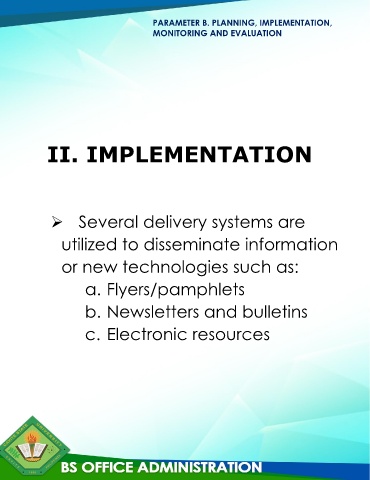 PARAMETER B. PLANNING, IMPLEMENTATION,
MONITORING AND EVALUATION
II. IMPLEMENTATION
➢ Several delivery systems are
utilized to disseminate information
or new technologies such as:
a. Flyers/pamphlets
b. Newsletters and bulletins
c. Electronic resources
BS OFFICE ADMINISTRATION